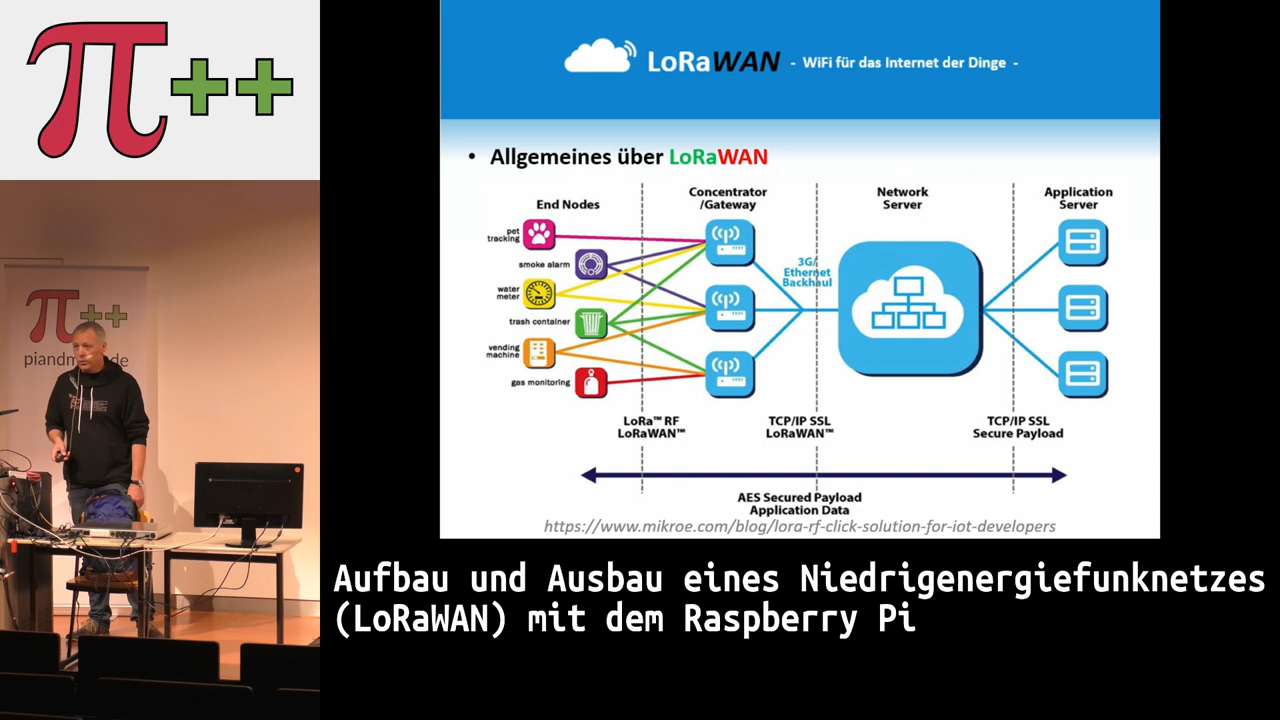 π++
LoRaWAN - WiFi für das Internet der Dinge -
• Allgemeines über LoRaWAN
End Nodes
Concentrator
/Gateway
Network
Server
Application
Server
pet
tracking
smoke alarm
water
meter
trash container
vending
machine
gas monitoring
3G/
Ethernet
Backhaul
LoRa™ RF
LoRaWAN™
TCP/IP SSL
LoRaWAN™
TCP/IP SSL
Secure Payload
AES Secured Payload
Application Data
https://www.mikroe.com/blog/lora-rf-click-solution-for-iot-developers
π++
Aufbau und Ausbau eines Niedrigenergiefunknetzes
(LoRaWAN) mit dem Raspberry Pi